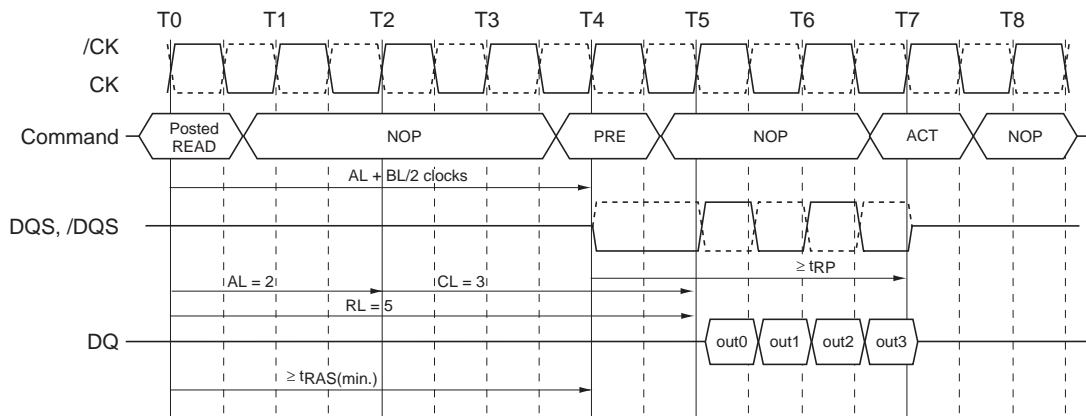 T0 T1 T2 T3 T4 T5 T6 T7 T8
/CK
CK
Command Posted READ NOP PRE NOP ACT NOP
AL + BL/2 clocks
DQS, /DQS
≥ tRP
AL = 2 CL = 3
RL = 5
DQ out0 out1 out2 out3
≥ tRAS(min.)